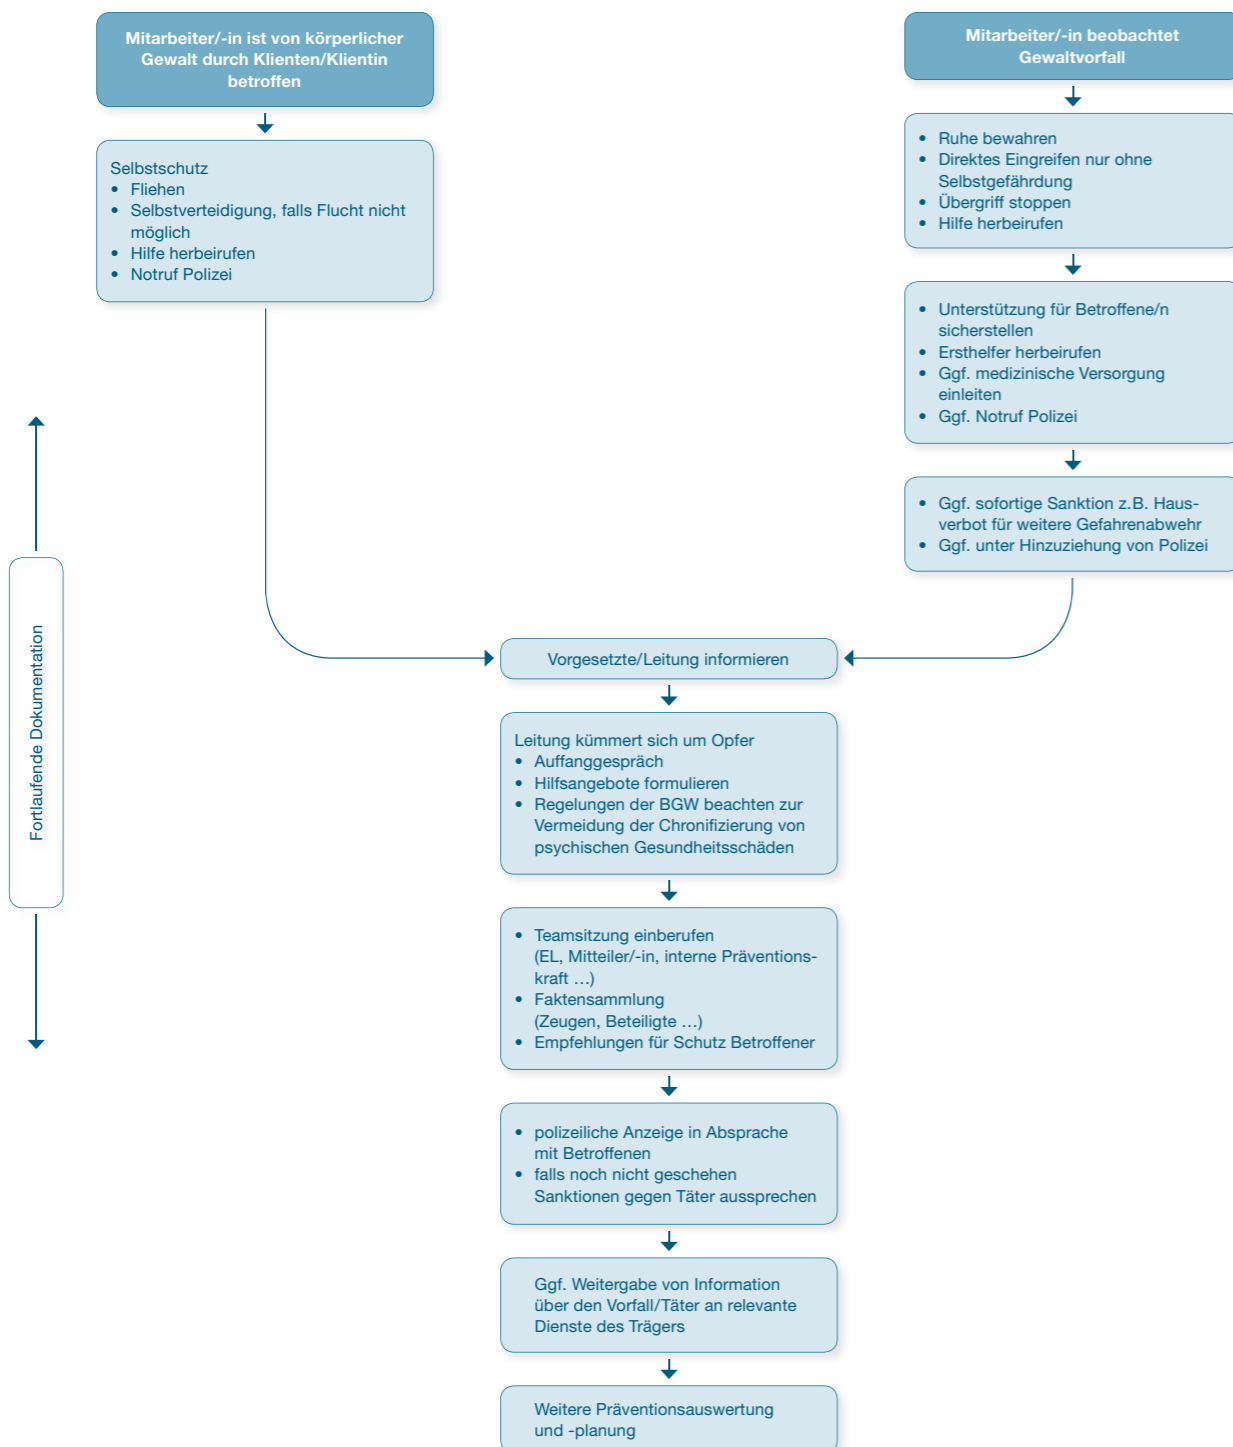 Mitarbeiter/-in ist von körperlicher
Gewalt durch Klienten/Klientin
betroffen
Selbstschutz
• Fliehen
• Selbstverteidigung, falls Flucht nicht
möglich
• Hilfe herbeirufen
• Notruf Polizei
Mitarbeiter/-in beobachtet
Gewaltvorfall
• Ruhe bewahren
• Direktes Eingreifen nur ohne
Selbstgefährdung
• Übergriff stoppen
• Hilfe herbeirufen
• Unterstützung für Betroffene/n
sicherstellen
• Ersthelfer herbeirufen
• Ggf. medizinische Versorgung
einleiten
• Ggf. Notruf Polizei
• Ggf. sofortige Sanktion z.B. Haus-
verbot für weitere Gefahrenabwehr
• Ggf. unter Hinzuziehung von Polizei
Fortlaufende Dokumentation
Vorgesetzte/Leitung informieren
Leitung kümmert sich um Opfer
• Auffanggespräch
• Hilfsangebote formulieren
• Regelungen der BGW beachten zur
Vermeidung der Chronifizierung von
psychischen Gesundheitsschäden
• Teamsitzung einberufen
(EL, Mitteiler/-in, interne Präventions-
kraft …)
• Faktensammlung
(Zeugen, Beteiligte …)
• Empfehlungen für Schutz Betroffener
• polizeiliche Anzeige in Absprache
mit Betroffenen
• falls noch nicht geschehen
Sanktionen gegen Täter aussprechen
Ggf. Weitergabe von Information
über den Vorfall/Täter an relevante
Dienste des Trägers
Weitere Präventionsauswertung
und -planung